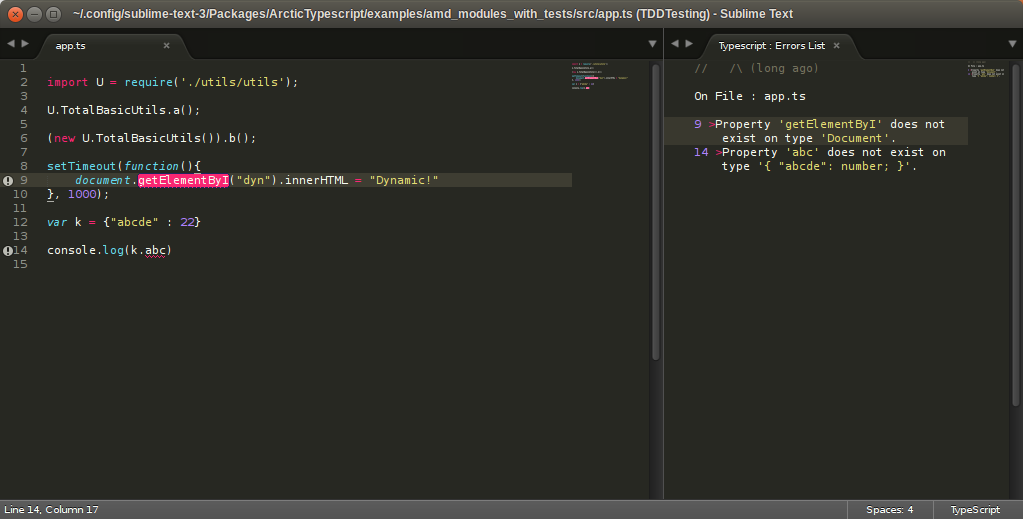 ~/.config/sublime-text-3/Packages/ArcticTypescript/examples/amd_modules_with_tests/src/app.ts (TDDTesting) - Sublime Text
app.ts ×
1
2 import U = require('./utils/utils');
3
4 U.TotalBasicUtils.a();
5
6 (new U.TotalBasicUtils()).b();
7
8 setTimeout(function(){
9 document.getElementByI("dyn").innerHTML = "Dynamic!"
10 }, 1000);
11
12 var k = {"abcde" : 22}
13
14 console.log(k.abc)
15
Typescript : Errors List ×
// /\ (long ago)
On File : app.ts
9 >Property 'getElementByI' does not
exist on type 'Document'.
14 >Property 'abc' does not exist on
type '{ "abcde": number; }'.
Line 14, Column 17
Spaces: 4
TypeScript